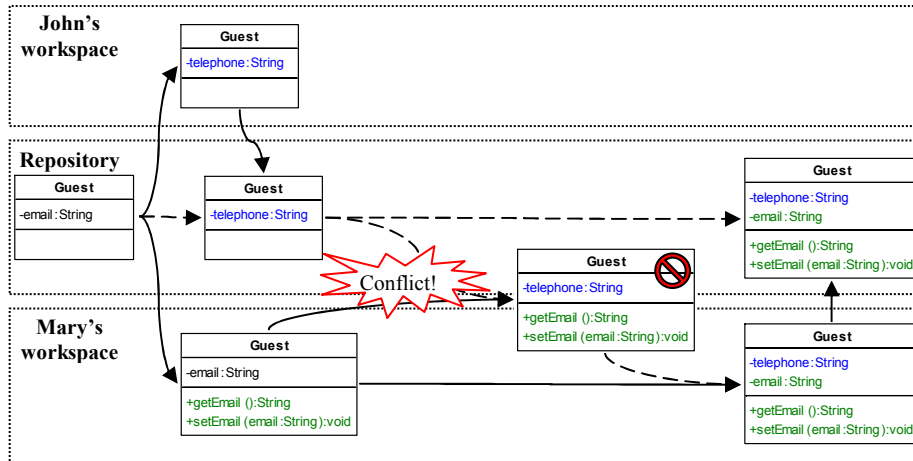 John's
workspace
Guest
-telephone:String
Repository
Guest
-email:String
Guest
-telephone:String
Guest
-telephone:String
-email:String
+getEmail ():String
+setEmail (email:String):void
Conflict!
Guest
-telephone:String
+getEmail ():String
+setEmail (email:String):void
Mary's
workspace
Guest
-email:String
+getEmail ():String
+setEmail (email:String):void
Guest
-telephone:String
-email:String
+getEmail ():String
+setEmail (email:String):void